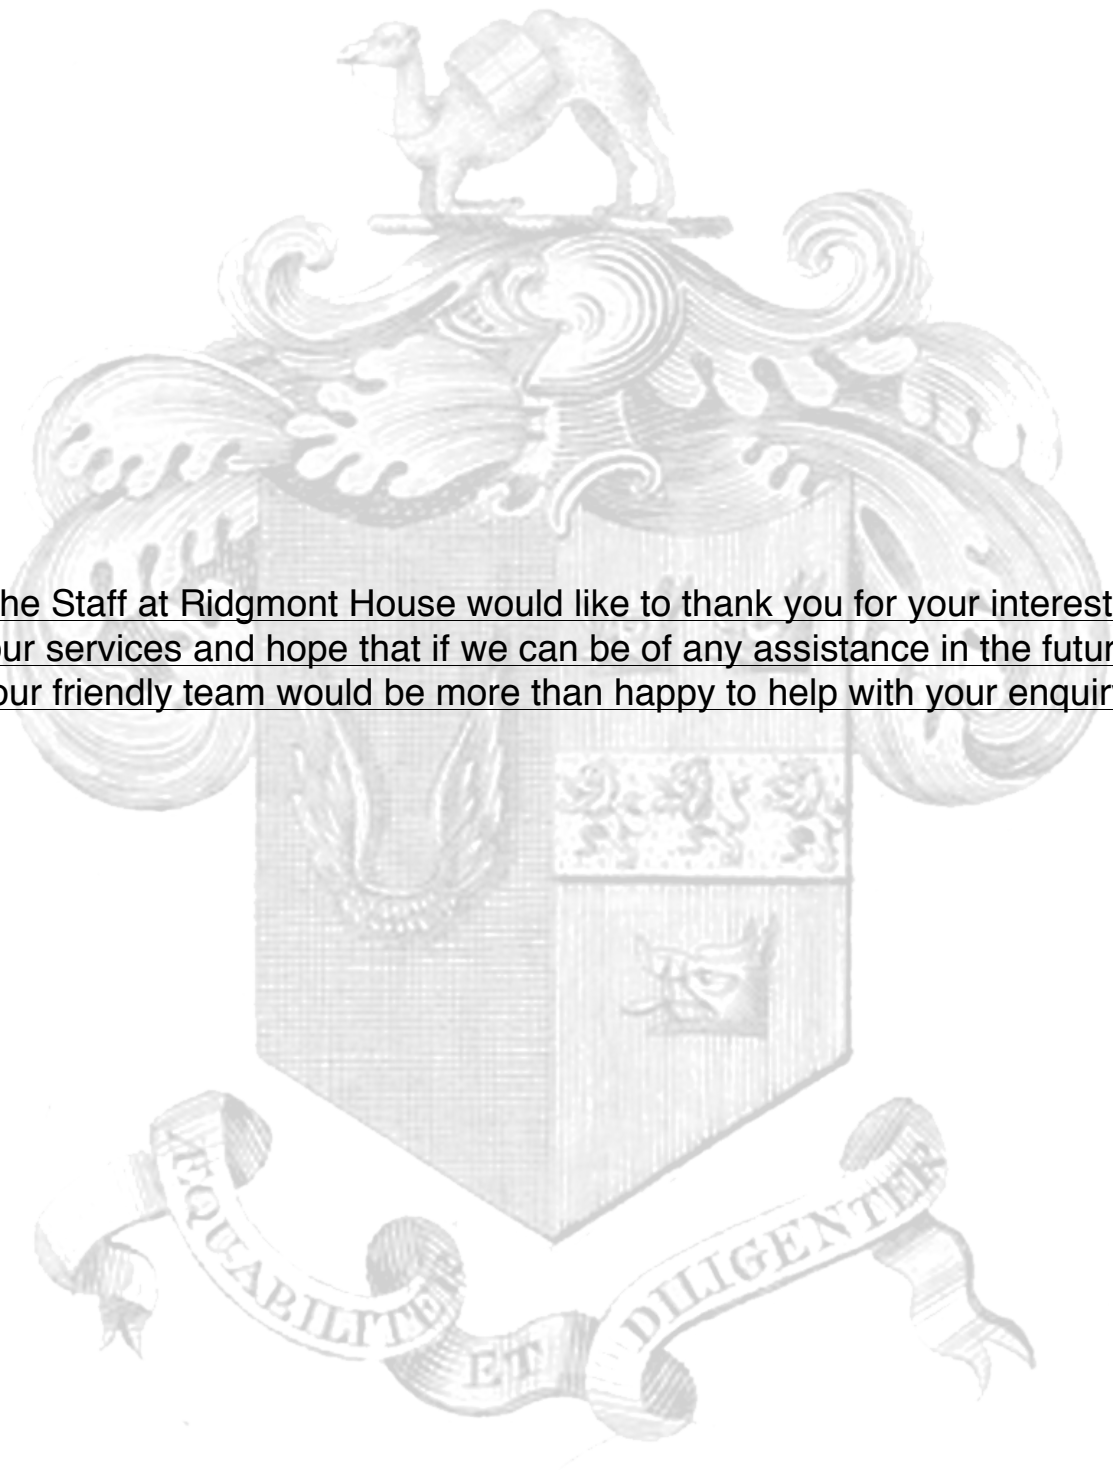 he Staff at Ridgmont House would like to thank you for your interest
ur services and hope that if we can be of any assistance in the futur
our friendly team would be more than happy to help with your enquir
ÆQUABILITER ET DILIGENTER